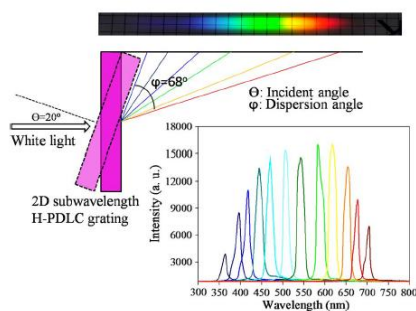 φ=68°
Θ: Incident angle
φ: Dispersion angle
Θ=20°
White light
2D subwavelength
H-PDLC grating
Intensity (a. u.)
18000
15000
12000
9000
6000
3000
300 350 400 450 500 550 600 650 700 750 800
Wavelength (nm)